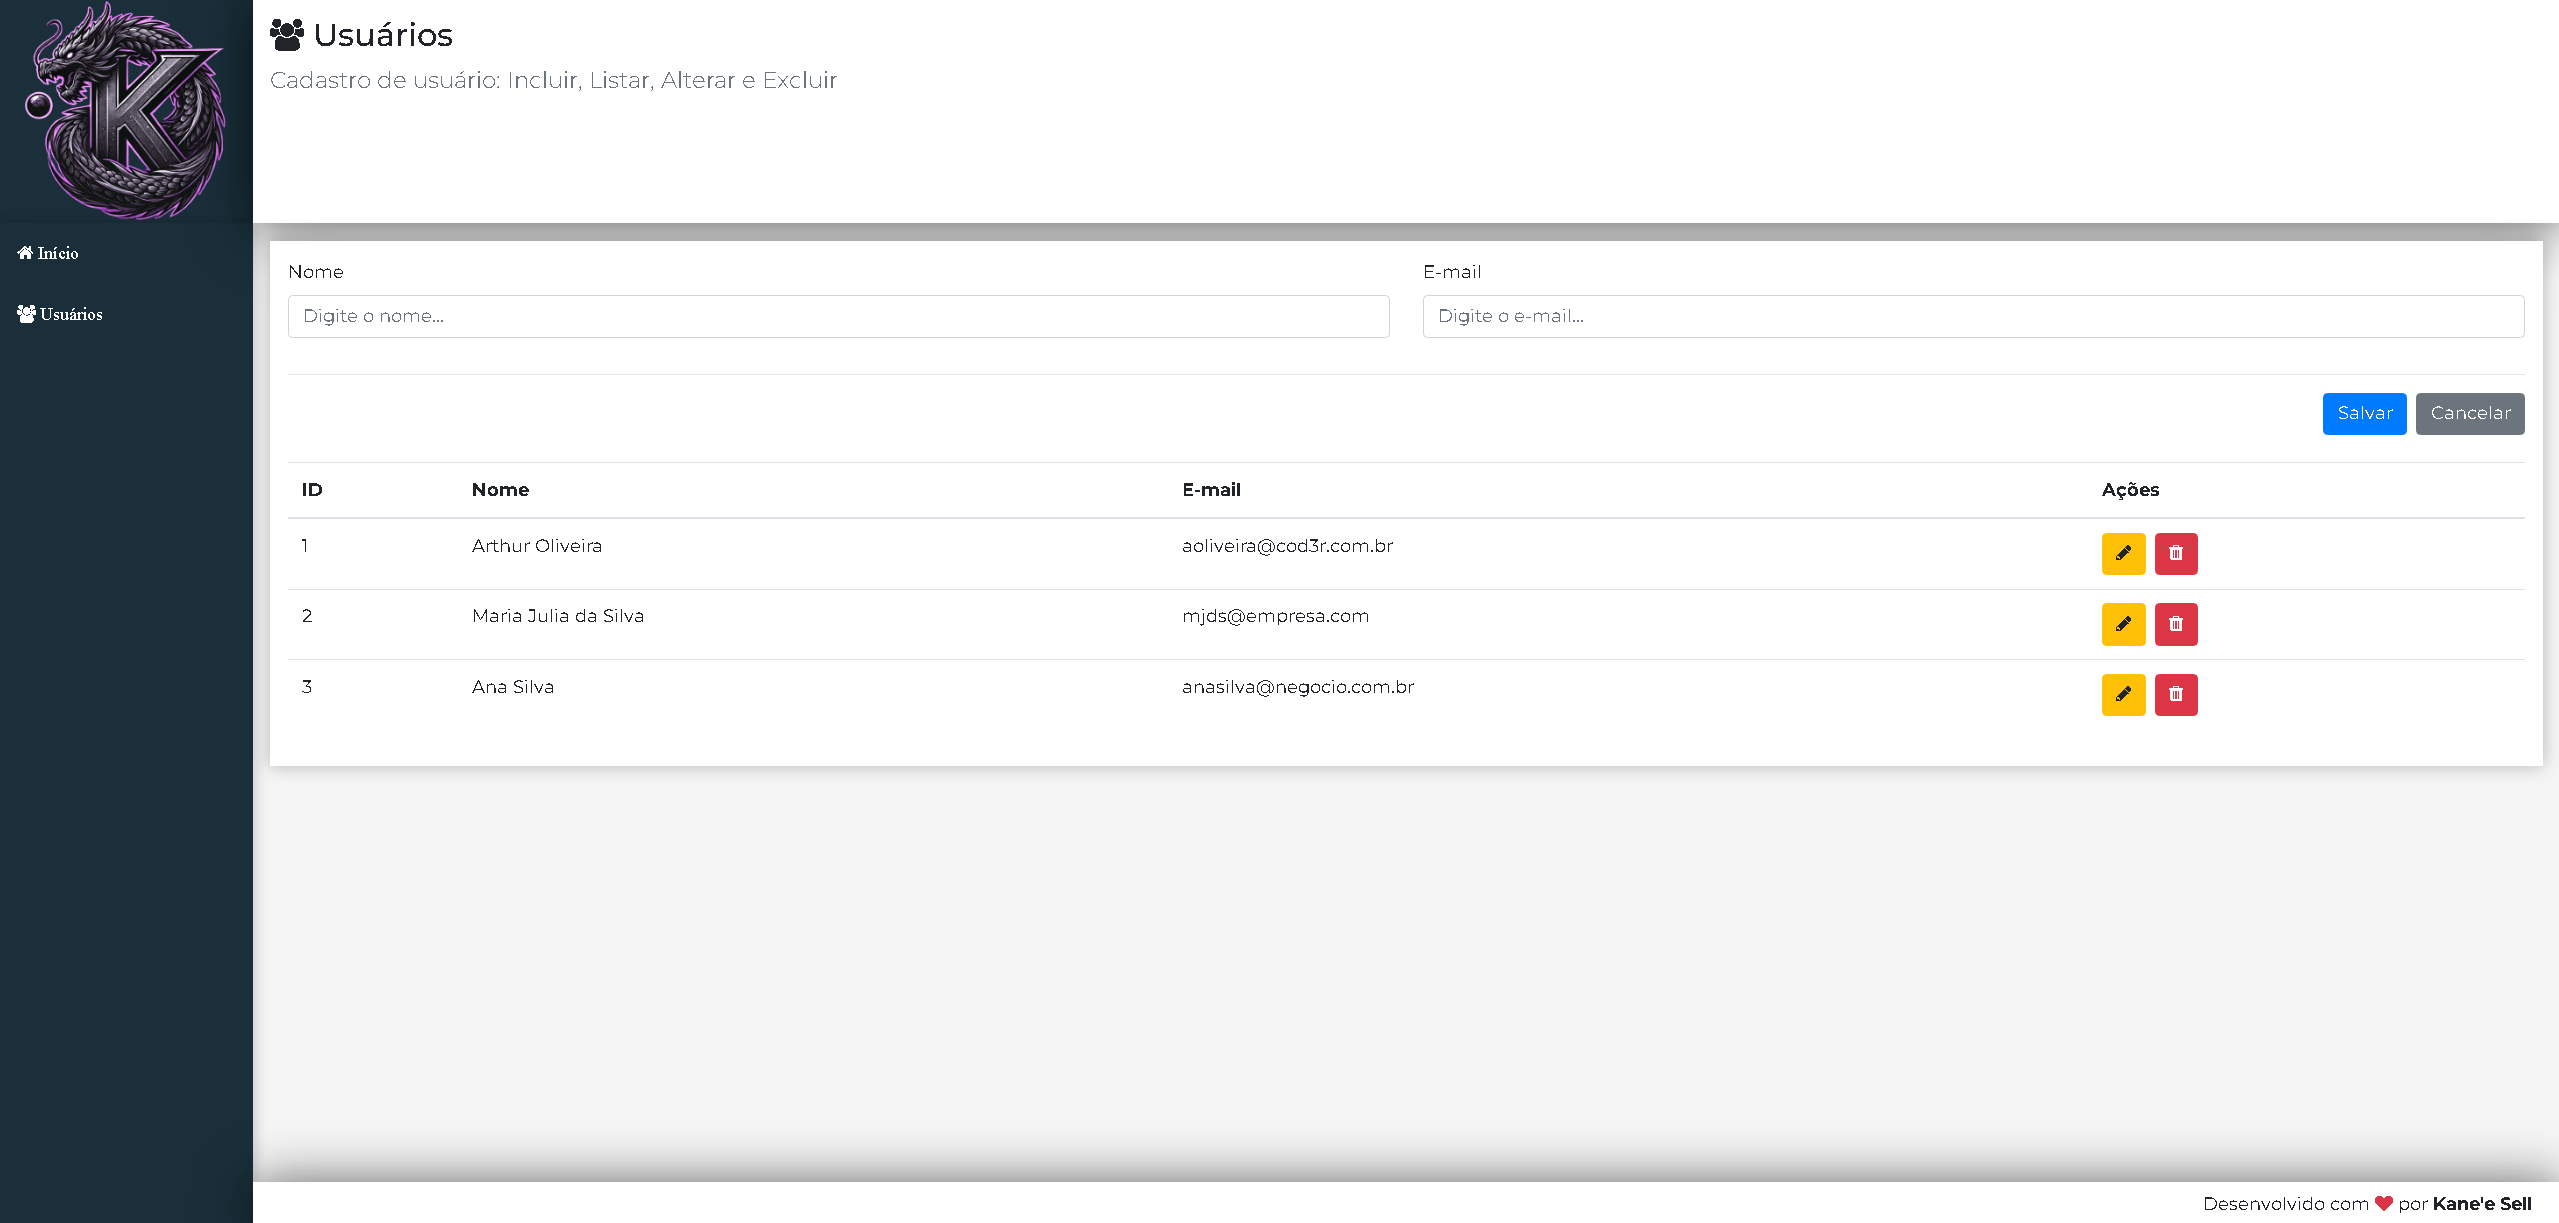 K
Usuários
Cadastro de usuário: Incluir, Listar, Alterar e Excluir
Início
Usuários
Nome
E-mail
Digite o nome...
Digite o e-mail...
Salvar Cancelar
ID Nome E-mail Ações
1 Arthur Oliveira aoliveira@cod3r.com.br
2 Maria Julia da Silva mjds@empresa.com
3 Ana Silva anasilva@negocio.com.br
Desenvolvido com ❤ por Kane'e Sell